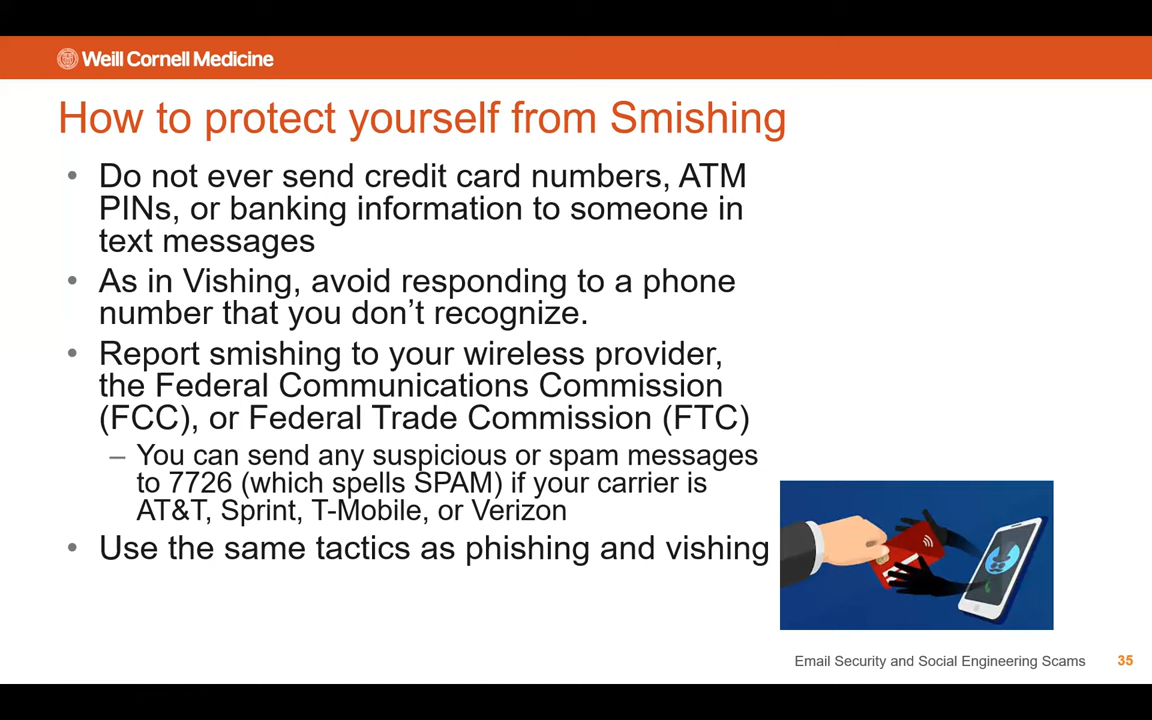 Weill Cornell Medicine
How to protect yourself from Smishing
• Do not ever send credit card numbers, ATM
PINs, or banking information to someone in
text messages
• As in Vishing, avoid responding to a phone
number that you don’t recognize.
• Report smishing to your wireless provider,
the Federal Communications Commission
(FCC), or Federal Trade Commission (FTC)
– You can send any suspicious or spam messages
to 7726 (which spells SPAM) if your carrier is
AT&T, Sprint, T-Mobile, or Verizon
• Use the same tactics as phishing and vishing
Email Security and Social Engineering Scams 35